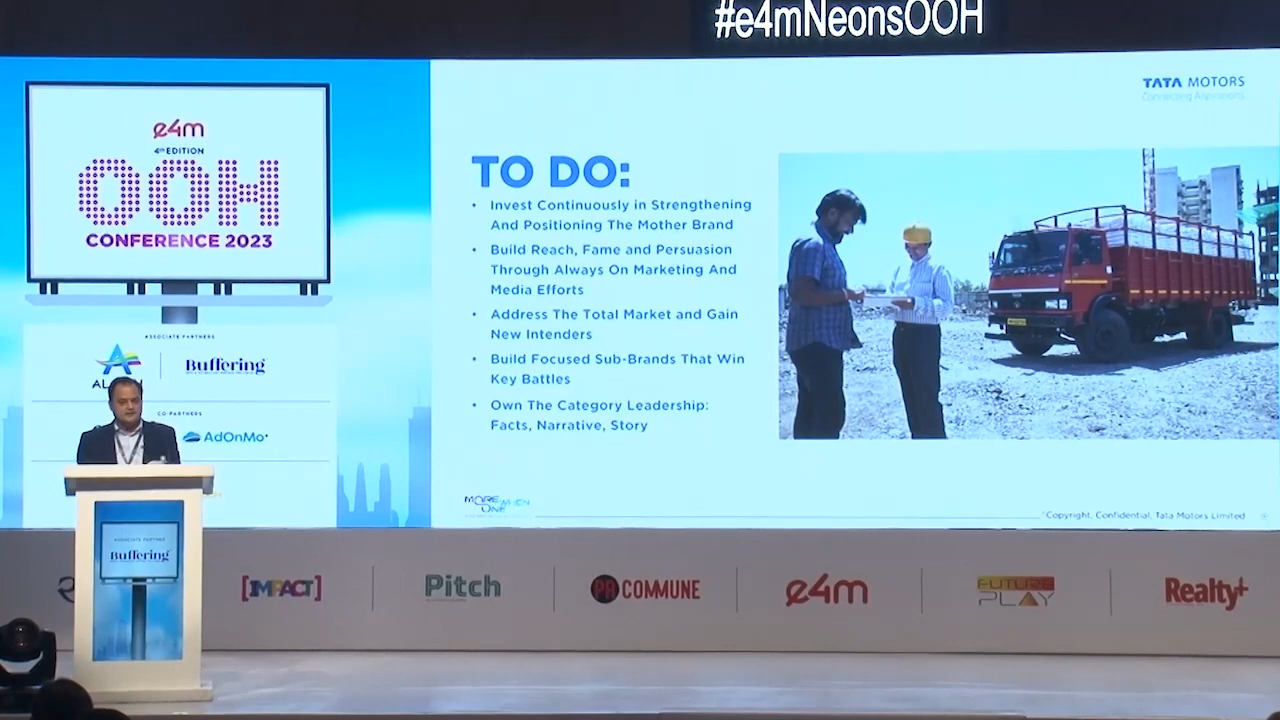 #e4mNeonsOOH
e4m
4th EDITION
OOH
CONFERENCE 2023
ASSOCIATE PARTNERS
Buffering
CO-PARTNERS
AdOnMo
TATA MOTORS
Connecting Aspirations
TO DO:
• Invest Continuously in Strengthening
And Positioning The Mother Brand
• Build Reach, Fame and Persuasion
Through Always On Marketing And
Media Efforts
• Address The Total Market and Gain
New Intenders
• Build Focused Sub-Brands That Win
Key Battles
• Own The Category Leadership:
Facts, Narrative, Story
MORE WHEN
ONE
*Copyright, Confidential, Tata Motors Limited
ASSOCIATE PARTNER
Buffering
[IMPACT]
Pitch
PR COMMUNE
e4m
FUTURE
PLAY
Realty+